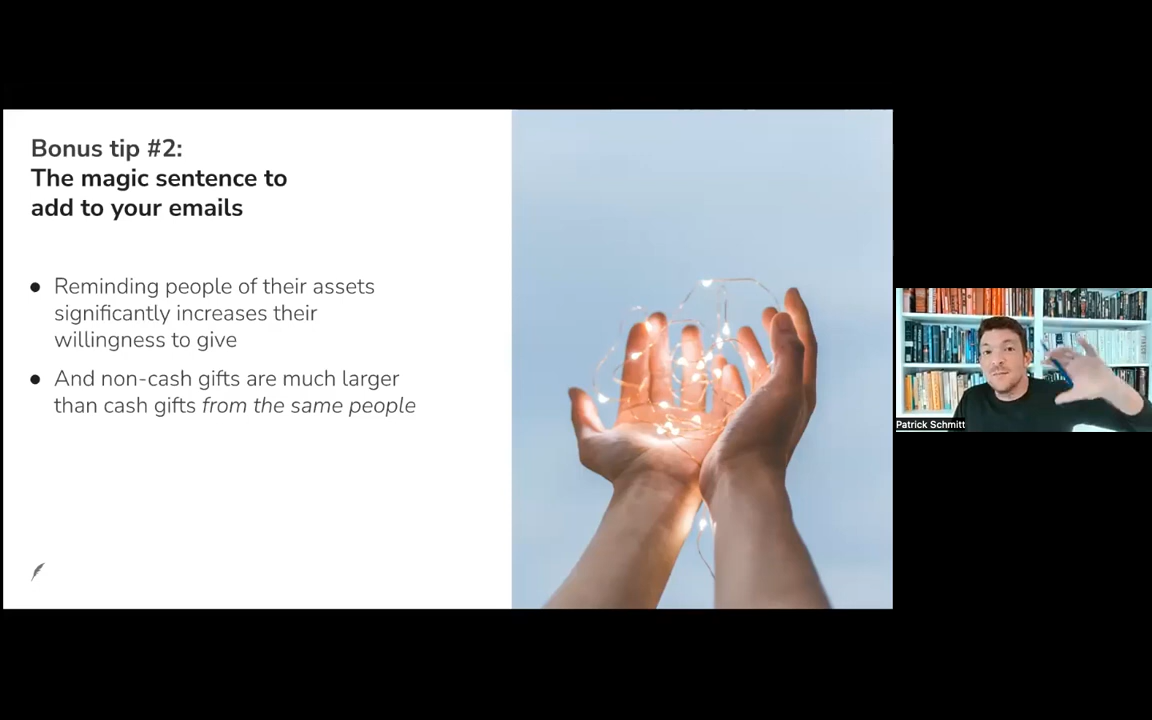 Bonus tip #2:
The magic sentence to
add to your emails
● Reminding people of their assets
significantly increases their
willingness to give
● And non-cash gifts are much larger
than cash gifts from the same people
Patrick Schmitt